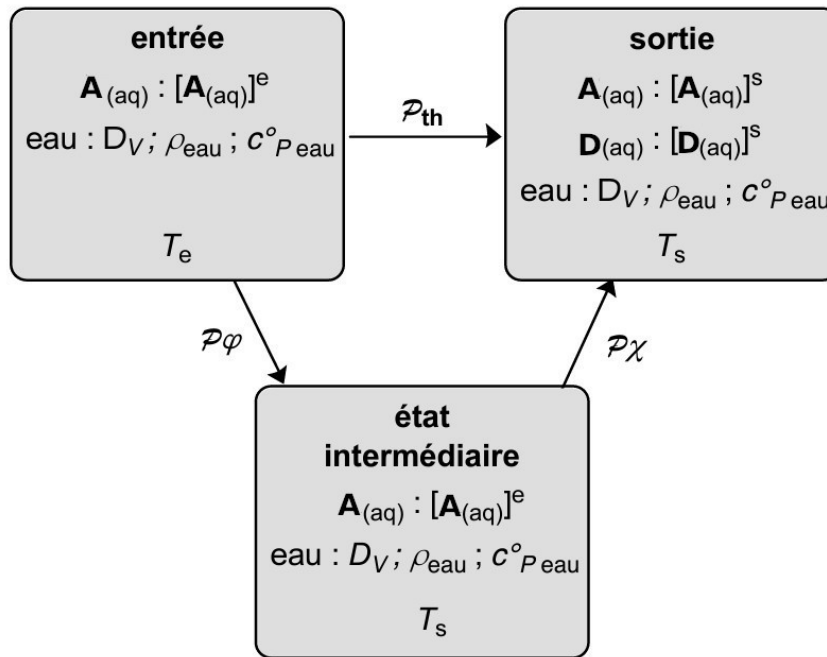 entrée
A(aq) : [A(aq)]e
eau : DV ; ρeau ; c°P eau
Te
𝒫th
sortie
A(aq) : [A(aq)]s
D(aq) : [D(aq)]s
eau : DV ; ρeau ; c°P eau
Ts
𝒫φ
𝒫χ
état
intermédiaire
A(aq) : [A(aq)]e
eau : DV ; ρeau ; c°P eau
Ts